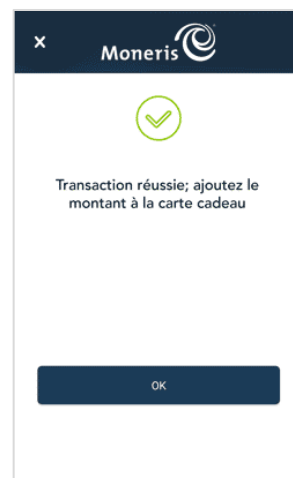 ×
Moneris
Transaction réussie; ajoutez le
montant à la carte cadeau
OK